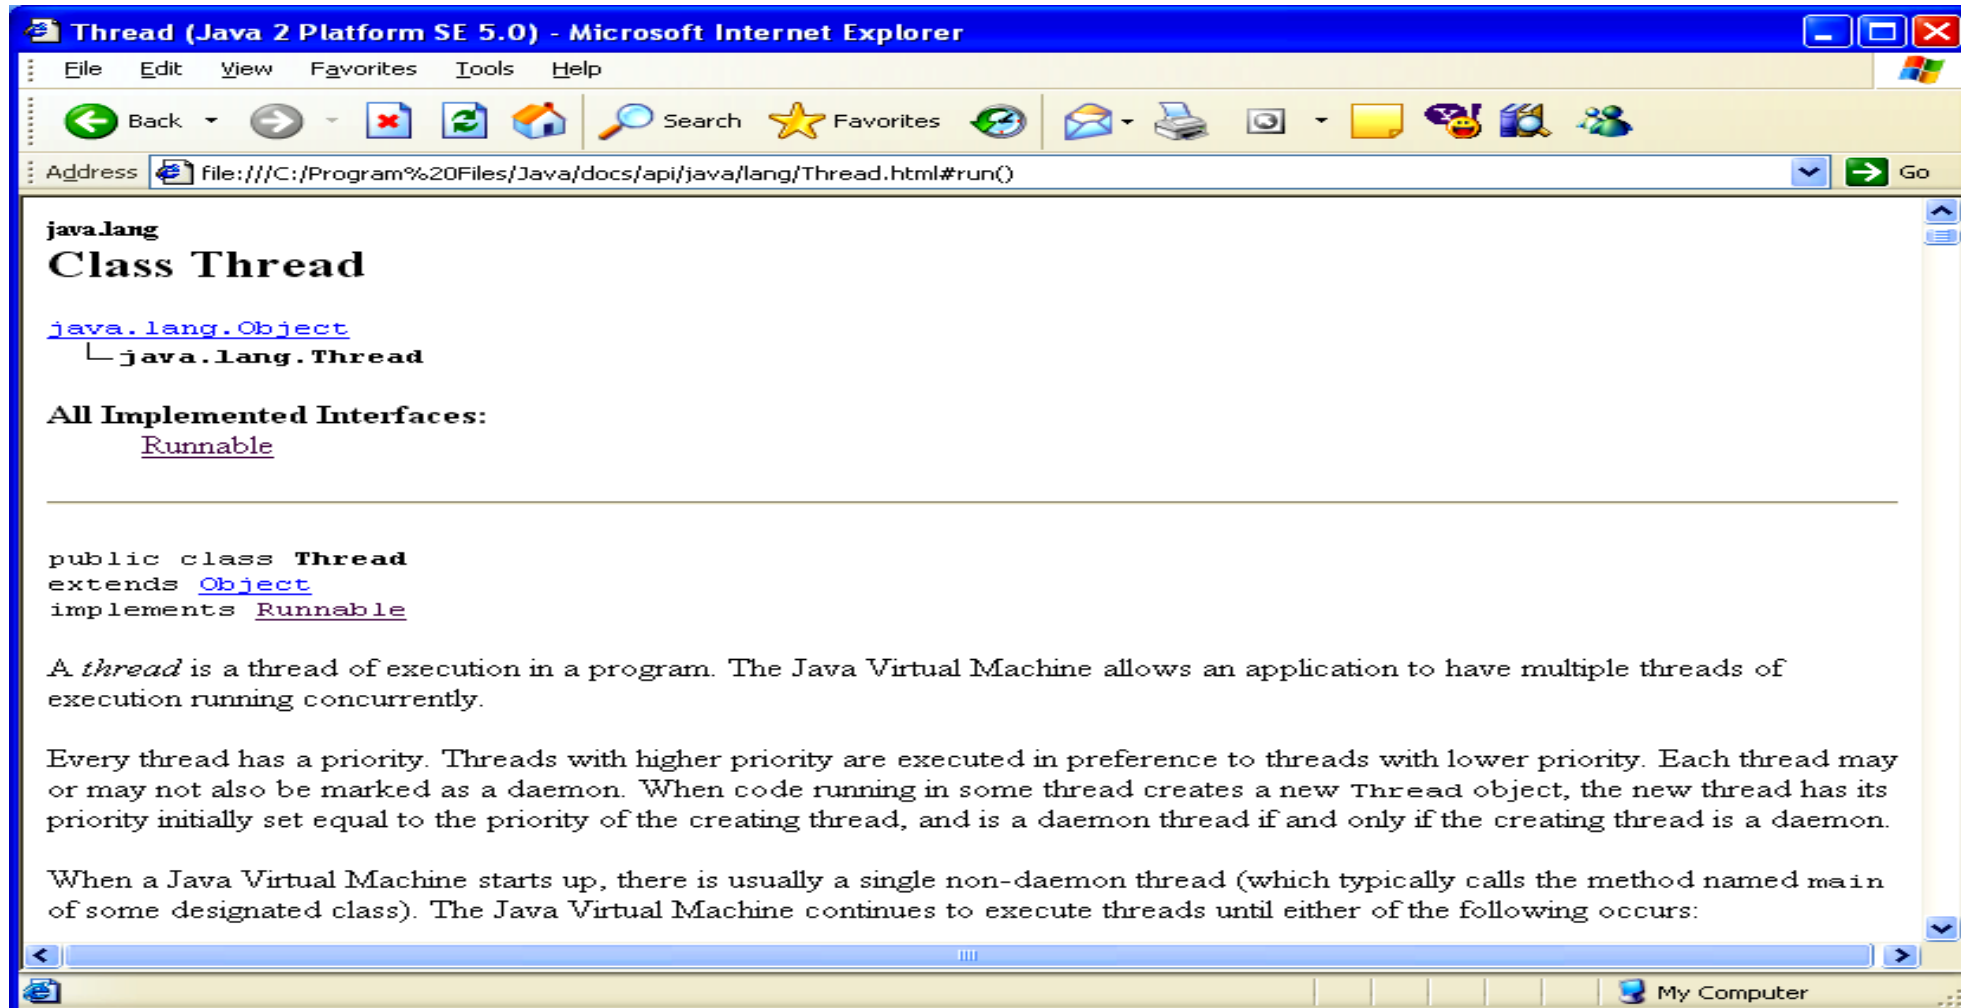 Thread (Java 2 Platform SE 5.0) - Microsoft Internet Explorer
File Edit View Favorites Tools Help
Back Search Favorites
Address file:///C:/Program%20Files/Java/docs/api/java/lang/Thread.html#run() Go
java.lang
Class Thread
java.lang.Object
java.lang.Thread
All Implemented Interfaces:
Runnable
public class Thread
extends Object
implements Runnable
A thread is a thread of execution in a program. The Java Virtual Machine allows an application to have multiple threads of
execution running concurrently.
Every thread has a priority. Threads with higher priority are executed in preference to threads with lower priority. Each thread may
or may not also be marked as a daemon. When code running in some thread creates a new Thread object, the new thread has its
priority initially set equal to the priority of the creating thread, and is a daemon thread if and only if the creating thread is a daemon.
When a Java Virtual Machine starts up, there is usually a single non-daemon thread (which typically calls the method named main
of some designated class). The Java Virtual Machine continues to execute threads until either of the following occurs:
My Computer